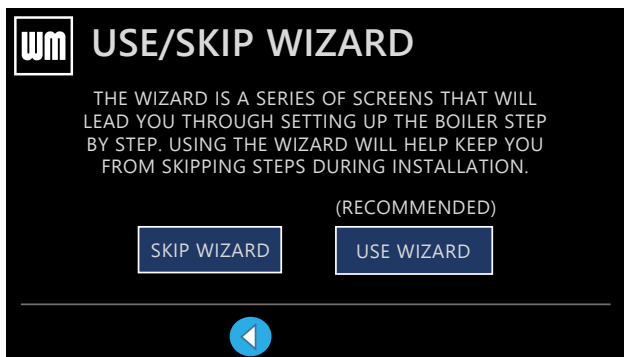 wm
USE/SKIP WIZARD
THE WIZARD IS A SERIES OF SCREENS THAT WILL
LEAD YOU THROUGH SETTING UP THE BOILER STEP
BY STEP. USING THE WIZARD WILL HELP KEEP YOU
FROM SKIPPING STEPS DURING INSTALLATION.
(RECOMMENDED)
SKIP WIZARD
USE WIZARD